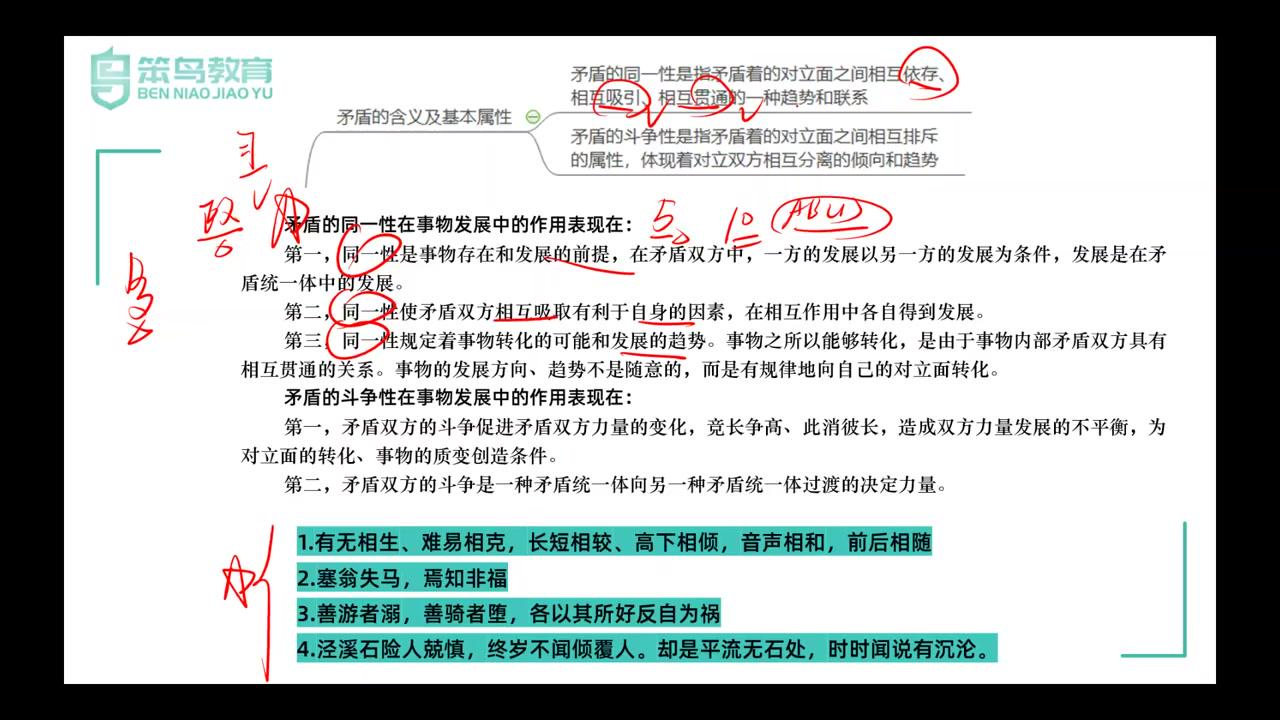 笨鸟教育
BEN NIAO JIAO YU
矛盾的含义及基本属性
矛盾的同一性是指矛盾着的对立面之间相互依存、
相互吸引、相互贯通的一种趋势和联系
矛盾的斗争性是指矛盾着的对立面之间相互排斥
的属性，体现着对立双方相互分离的倾向和趋势
矛盾的同一性在事物发展中的作用表现在：
第一，同一性是事物存在和发展的前提，在矛盾双方中，一方的发展以另一方的发展为条件，发展是在矛
盾统一体中的发展。
第二，同一性使矛盾双方相互吸取有利于自身的因素，在相互作用中各自得到发展。
第三，同一性规定着事物转化的可能和发展的趋势。事物之所以能够转化，是由于事物内部矛盾双方具有
相互贯通的关系。事物的发展方向、趋势不是随意的，而是有规律地向自己的对立面转化。
矛盾的斗争性在事物发展中的作用表现在：
第一，矛盾双方的斗争促进矛盾双方力量的变化，竞长争高、此消彼长，造成双方力量发展的不平衡，为
对立面的转化、事物的质变创造条件。
第二，矛盾双方的斗争是一种矛盾统一体向另一种矛盾统一体过渡的决定力量。
1.有无相生、难易相克，长短相较、高下相倾，音声相和，前后相随
2.塞翁失马，焉知非福
3.善游者溺，善骑者堕，各以其所好反自为祸
4.泾溪石险人兢慎，终岁不闻倾覆人。却是平流无石处，时时闻说有沉沦。